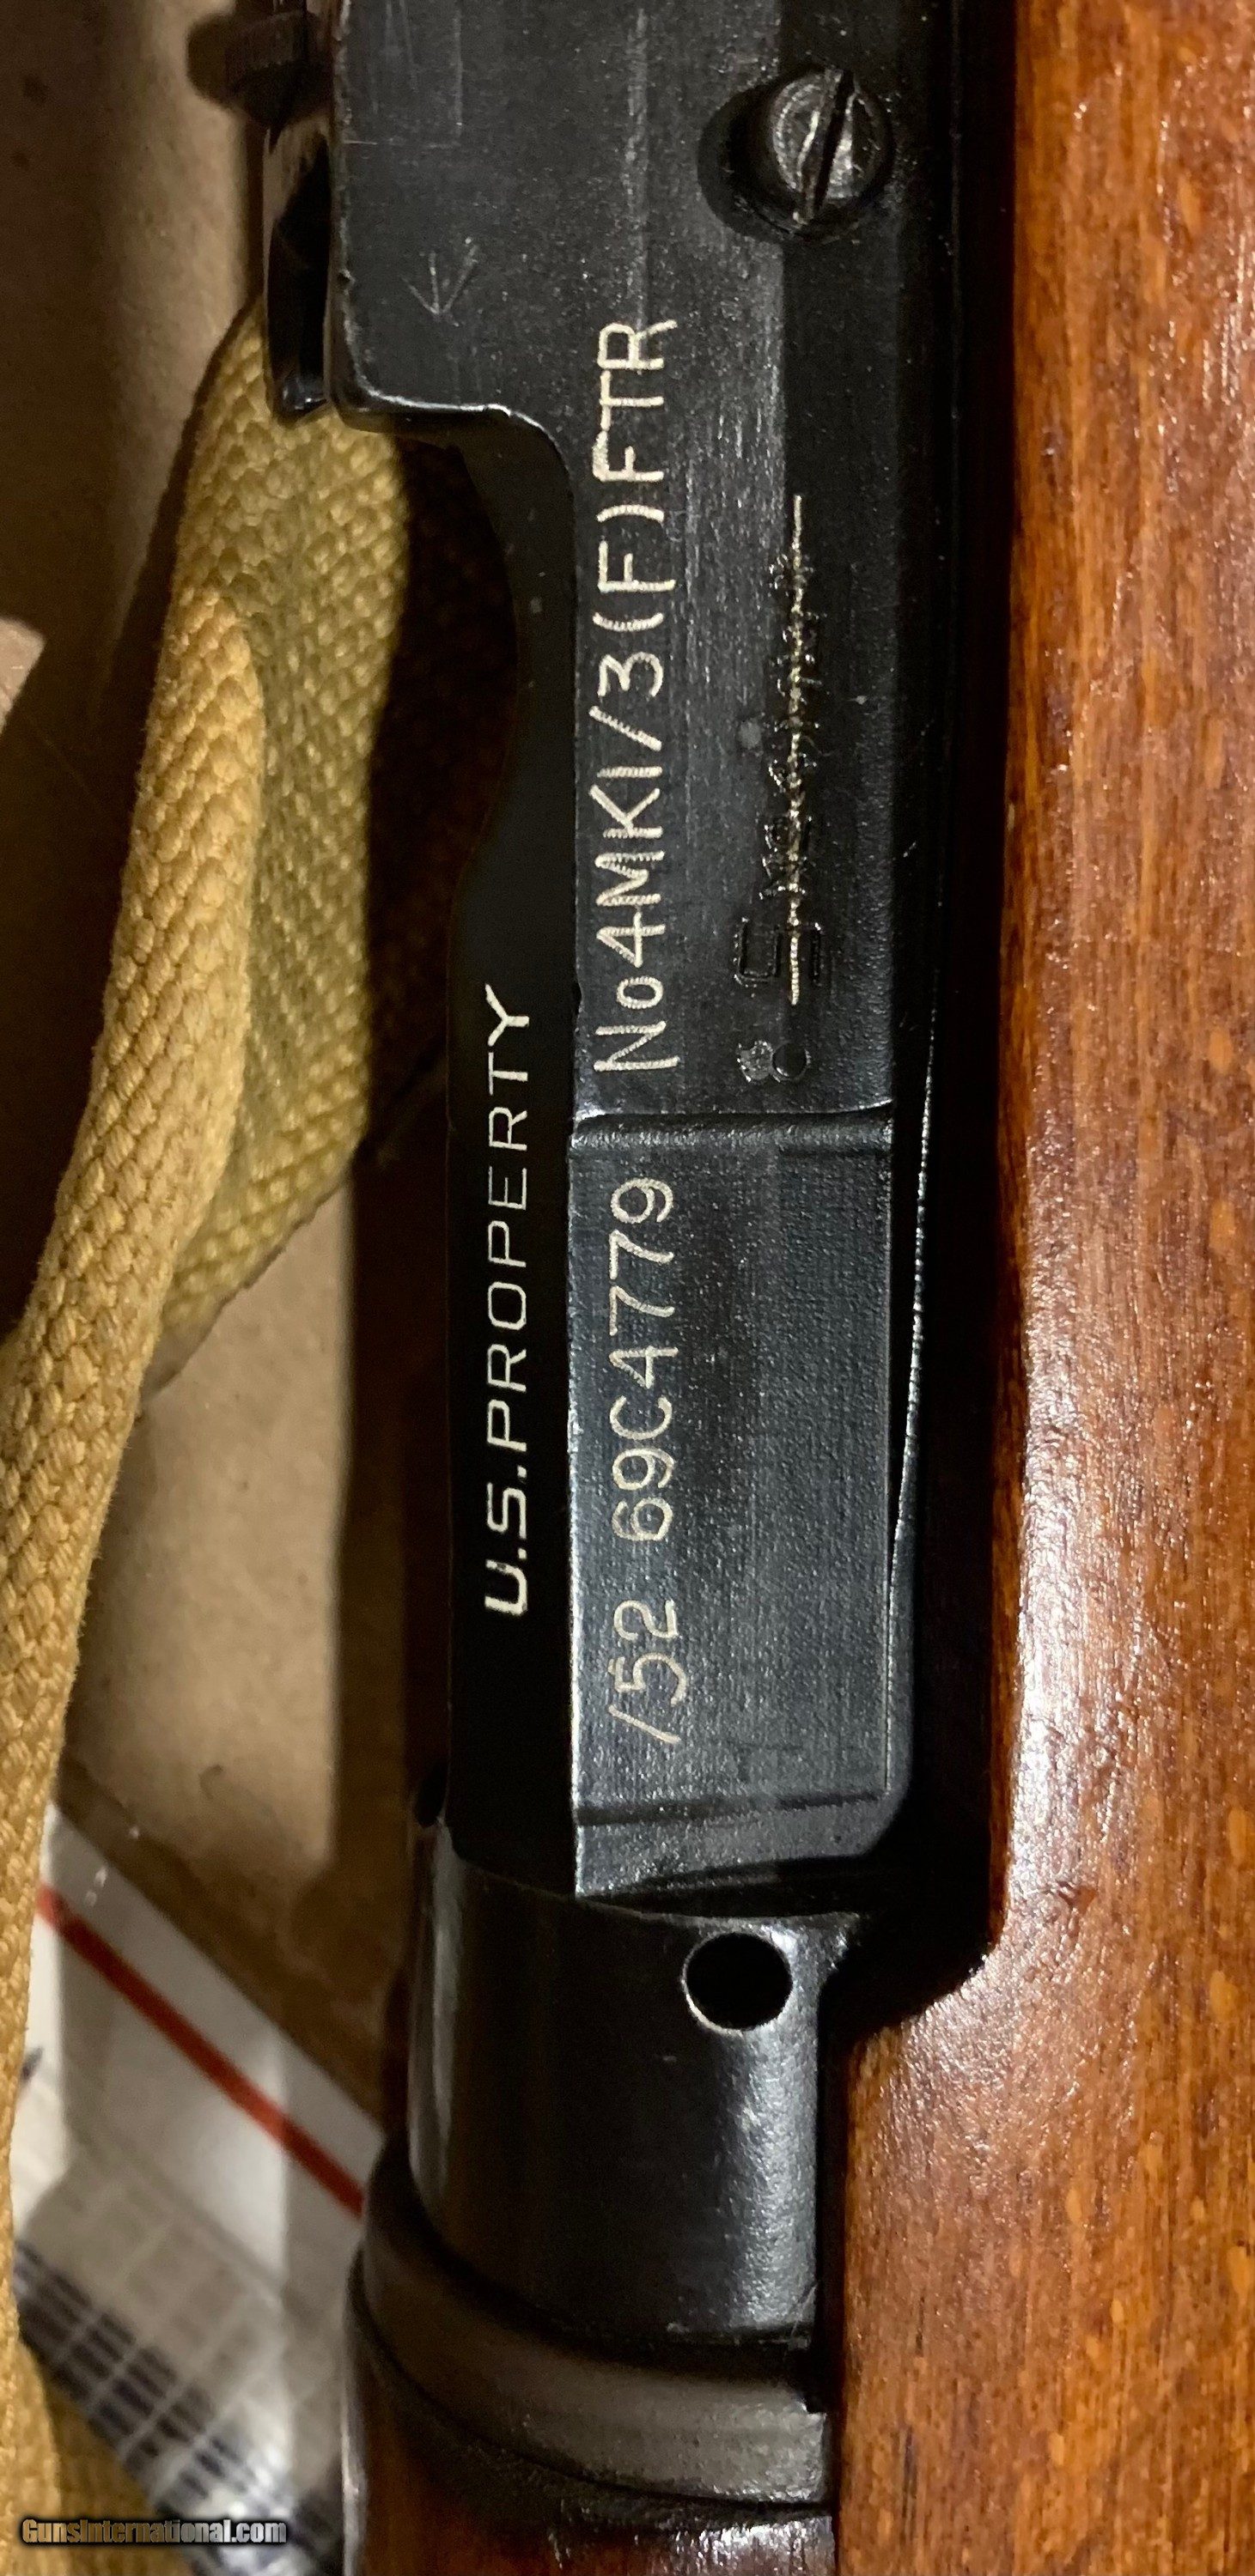 No4MKI/3(F)FTR
U.S.PROPERTY
/52 69C4779
GunsInternational.com